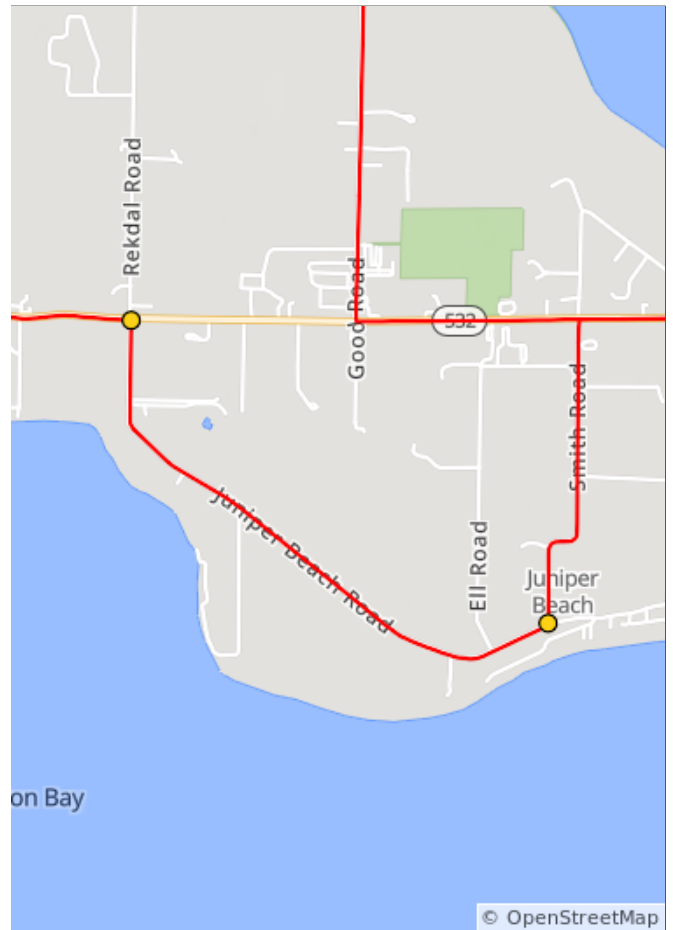 Rekdal Road
Good Road
532
Smith Road
Juniper Beach Road
Ell Road
Juniper
Beach
on Bay
© OpenStreetMap